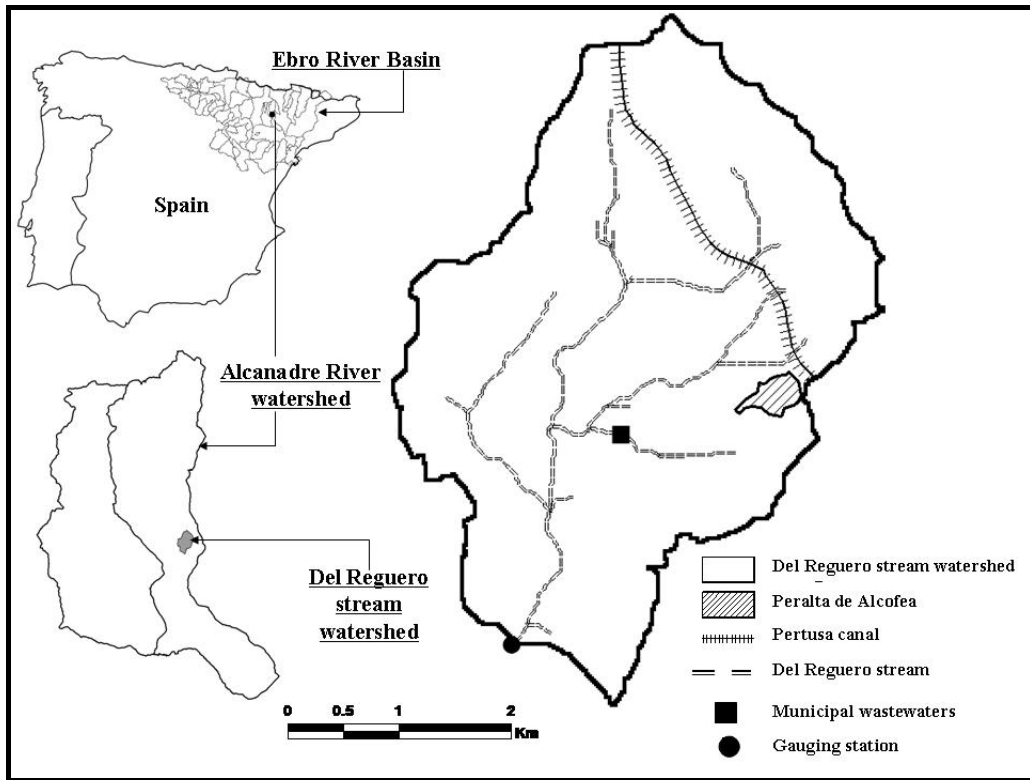 Ebro River Basin
Spain
Alcanadre River
watershed
Del Reguero
stream
watershed
Del Reguero stream watershed
Peralta de Alcofea
Pertusa canal
Del Reguero stream
Municipal wastewaters
Gauging station
0 0.5 1 2
Km